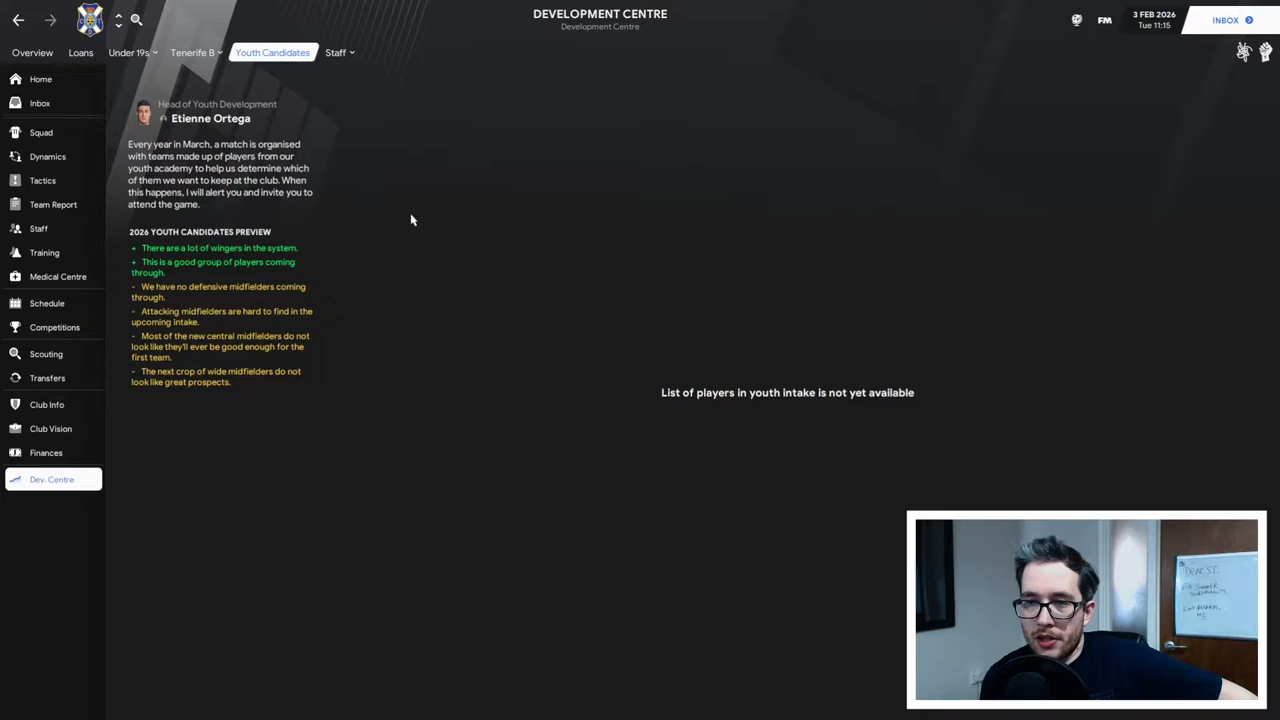 DEVELOPMENT CENTRE
Development Centre
FM
3 FEB 2026
Tue 11:15
INBOX
Overview
Loans
Under 19s
Tenerife B
Youth Candidates
Staff
Home
Inbox
Squad
Dynamics
Tactics
Team Report
Staff
Training
Medical Centre
Schedule
Competitions
Scouting
Transfers
Club Info
Club Vision
Finances
Dev. Centre
Head of Youth Development
Etienne Ortega
Every year in March, a match is organised
with teams made up of players from our
youth academy to help us determine which
of them we want to keep at the club. When
this happens, I will alert you and invite you to
attend the game.
2026 YOUTH CANDIDATES PREVIEW
+ There are a lot of wingers in the system.
+ This is a good group of players coming
through.
- We have no defensive midfielders coming
through.
- Attacking midfielders are hard to find in the
upcoming intake.
- Most of the new central midfielders do not
look like they'll ever be good enough for the
first team.
- The next crop of wide midfielders do not
look like great prospects.
List of players in youth intake is not yet available
DEAR S.I.